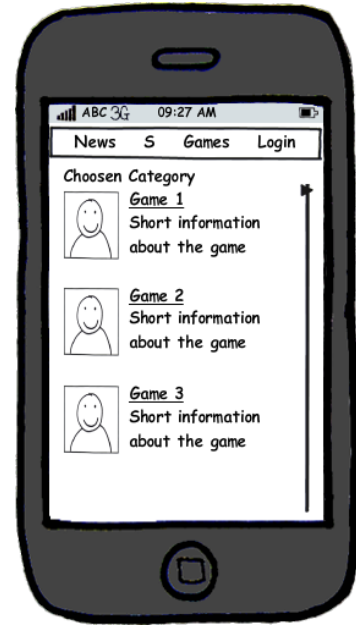 ABC 3G 09:27 AM
News S Games Login
Choosen Category
Game 1
Short information
about the game
Game 2
Short information
about the game
Game 3
Short information
about the game